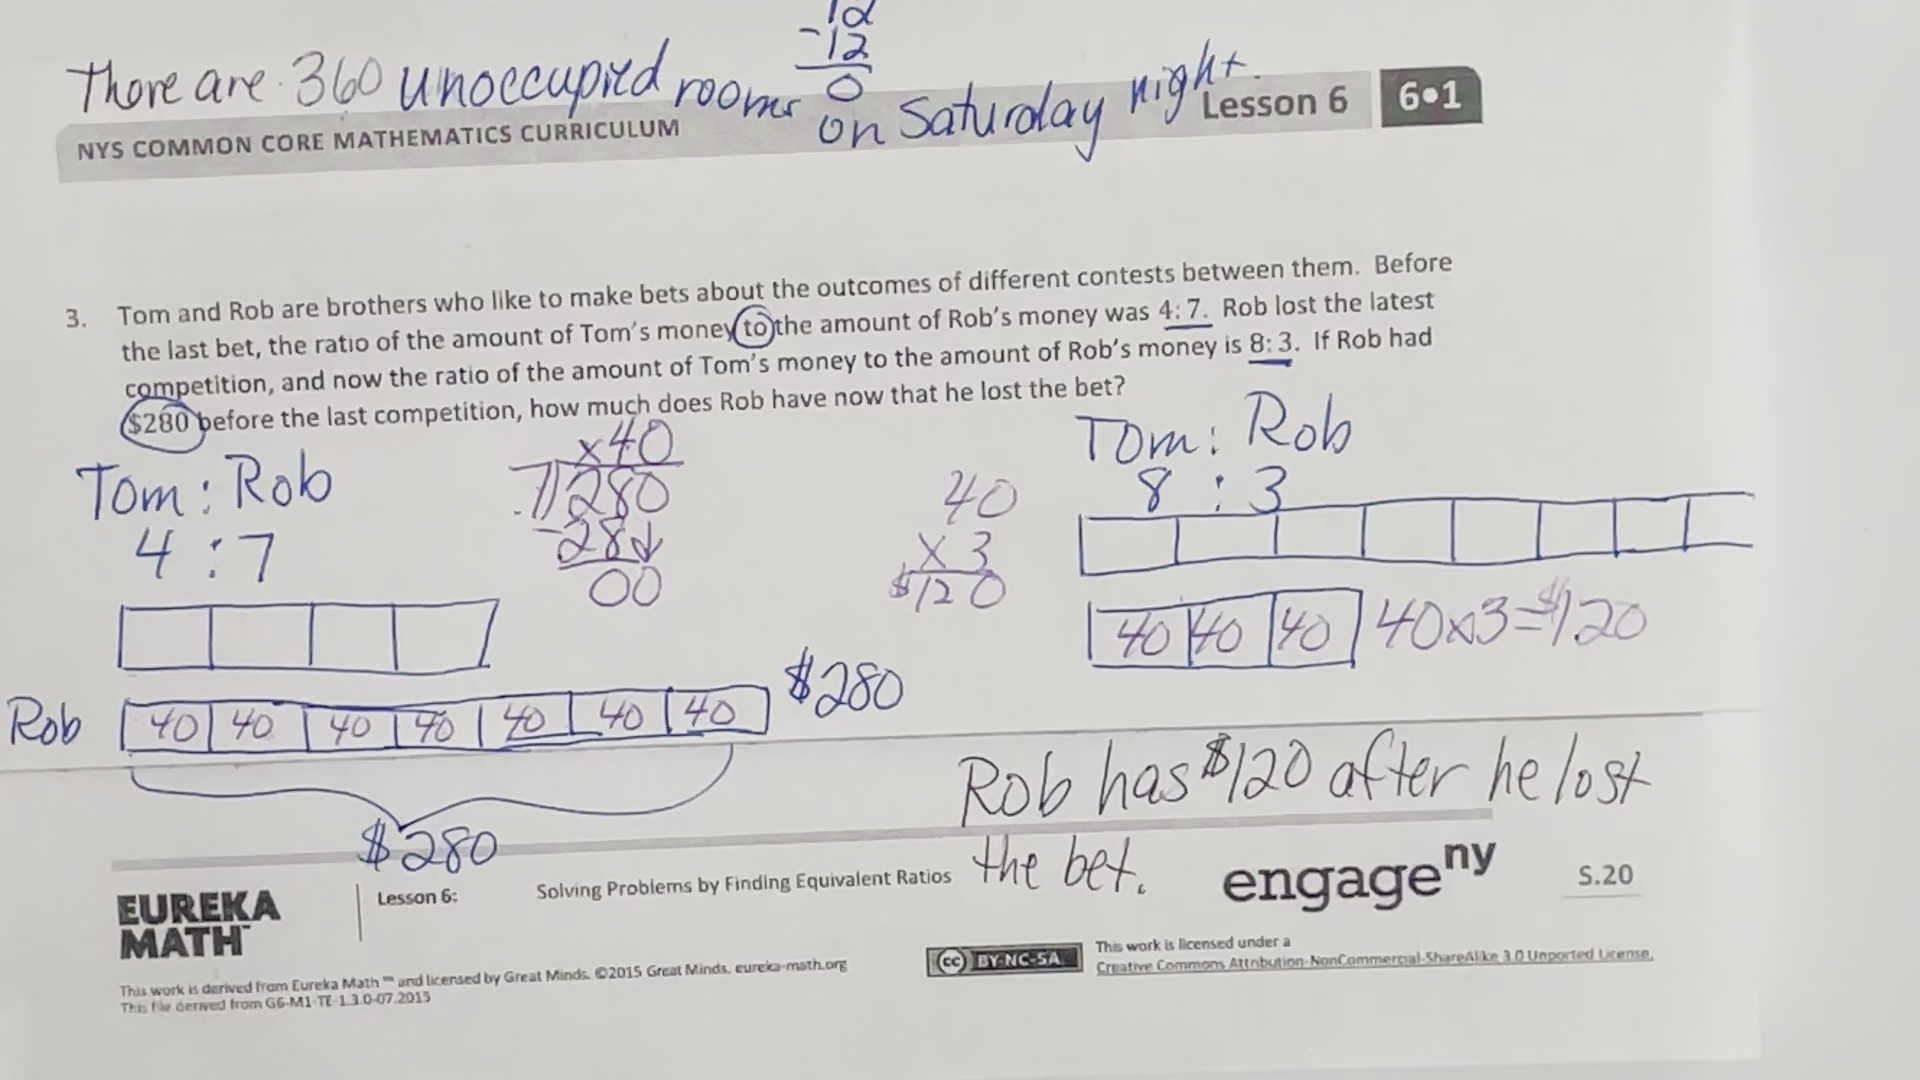 12
-12
0
There are 360 unoccupied rooms on Saturday night.
NYS COMMON CORE MATHEMATICS CURRICULUM
Lesson 6
6•1
3. Tom and Rob are brothers who like to make bets about the outcomes of different contests between them. Before
the last bet, the ratio of the amount of Tom's money to the amount of Rob's money was 4:7. Rob lost the latest
competition, and now the ratio of the amount of Tom's money to the amount of Rob's money is 8:3. If Rob had
$280 before the last competition, how much does Rob have now that he lost the bet?
Tom: Rob
4 : 7
x40
7)280
-28↓
00
40
x 3
$120
Tom: Rob
8 : 3
40 40 40 40x3=$120
Rob 40 40 40 40 40 40 40 $280
$280
Rob has $120 after he lost
the bet.
EUREKA
MATH™
Lesson 6:
Solving Problems by Finding Equivalent Ratios
engageny
S.20
This work is derived from Eureka Math™ and licensed by Great Minds. ©2015 Great Minds. eureka-math.org
This file derived from G6-M1-TE-1.3.0-07.2015
cc BY-NC-SA
This work is licensed under a
Creative Commons Attribution-NonCommercial-ShareAlike 3.0 Unported License.